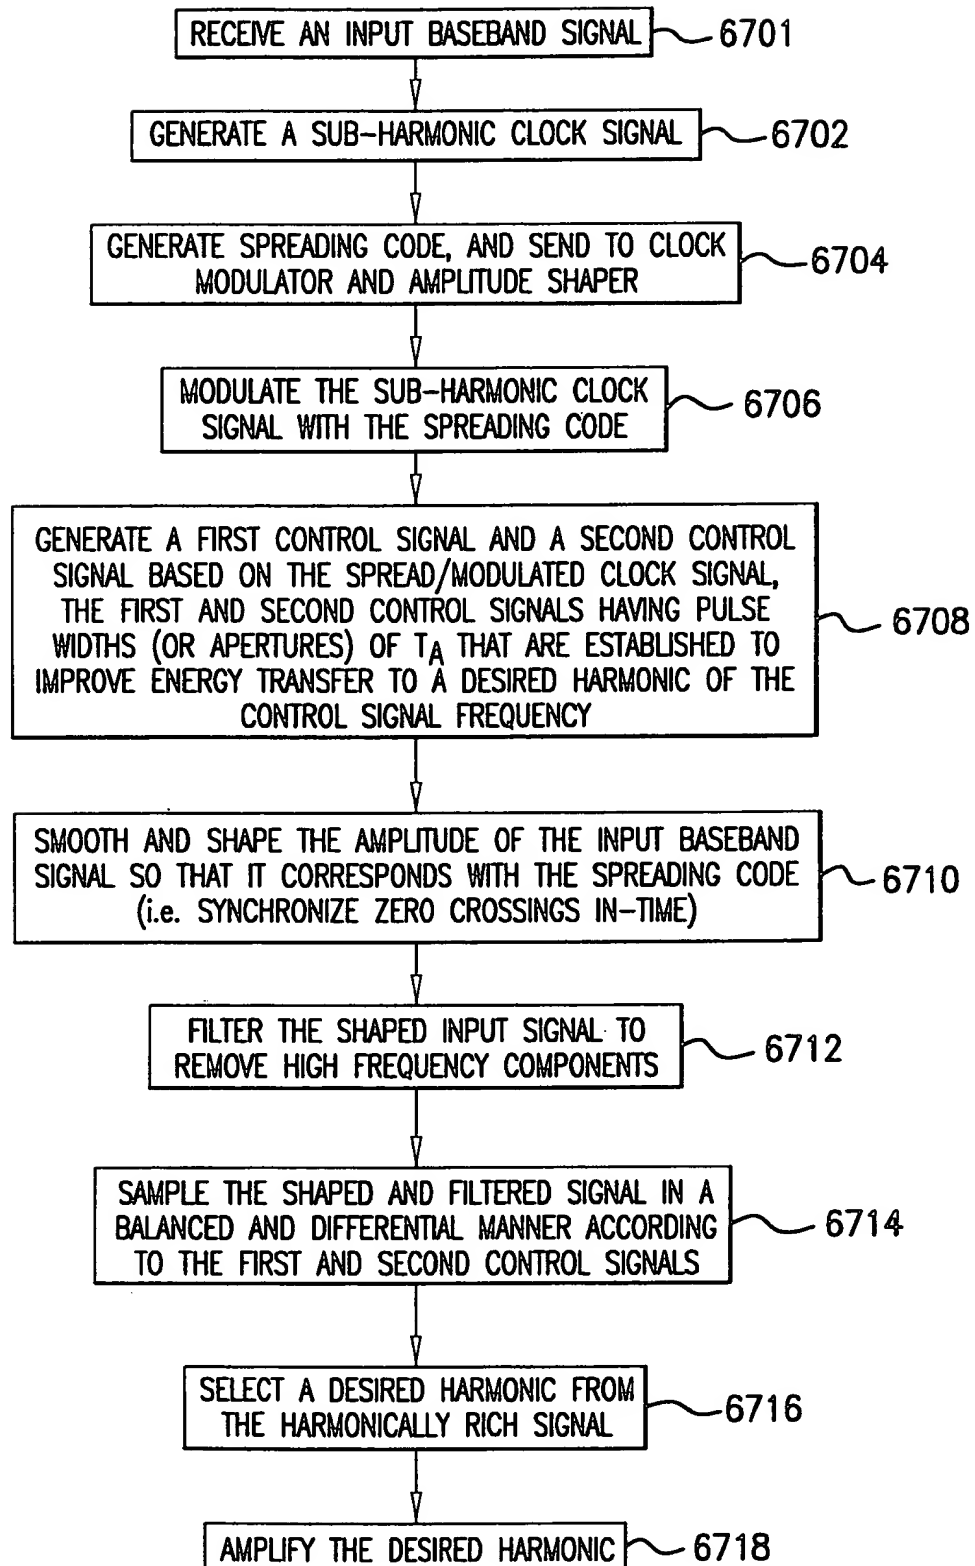 RECEIVE AN INPUT BASEBAND SIGNAL 6701
GENERATE A SUB-HARMONIC CLOCK SIGNAL 6702
GENERATE SPREADING CODE, AND SEND TO CLOCK
MODULATOR AND AMPLITUDE SHAPER
6704
MODULATE THE SUB-HARMONIC CLOCK
SIGNAL WITH THE SPREADING CODE
6706
GENERATE A FIRST CONTROL SIGNAL AND A SECOND CONTROL
SIGNAL BASED ON THE SPREAD/MODULATED CLOCK SIGNAL,
THE FIRST AND SECOND CONTROL SIGNALS HAVING PULSE
WIDTHS (OR APERTURES) OF TA THAT ARE ESTABLISHED TO
IMPROVE ENERGY TRANSFER TO A DESIRED HARMONIC OF THE
CONTROL SIGNAL FREQUENCY
6708
SMOOTH AND SHAPE THE AMPLITUDE OF THE INPUT BASEBAND
SIGNAL SO THAT IT CORRESPONDS WITH THE SPREADING CODE
(i.e. SYNCHRONIZE ZERO CROSSINGS IN-TIME)
6710
FILTER THE SHAPED INPUT SIGNAL TO
REMOVE HIGH FREQUENCY COMPONENTS
6712
SAMPLE THE SHAPED AND FILTERED SIGNAL IN A
BALANCED AND DIFFERENTIAL MANNER ACCORDING
TO THE FIRST AND SECOND CONTROL SIGNALS
6714
SELECT A DESIRED HARMONIC FROM
THE HARMONICALLY RICH SIGNAL
6716
AMPLIFY THE DESIRED HARMONIC 6718